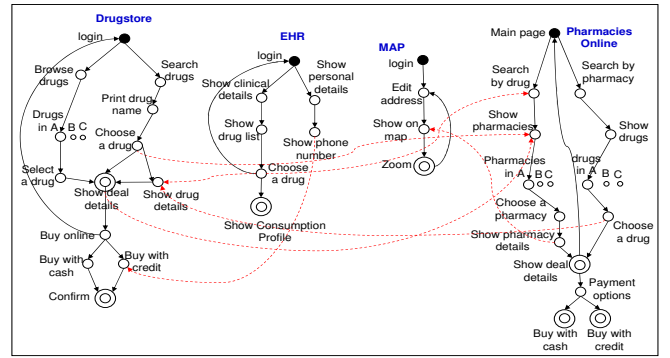 Drugstore
login
Browse
drugs
Search
drugs
Print drug
name
Drugs
in A B C
Choose
a drug
Select
a drug
Show deal
details
Show drug
details
Buy online
Buy with
cash
Buy with
credit
Confirm
EHR
login
Show clinical
details
Show
personal
details
Show
drug list
Show phone
number
Choose
a drug
Show Consumption
Profile
MAP
login
Edit
address
Show on
map
Zoom
Pharmacies
Online
Main page
Search
by drug
Search by
pharmacy
Show
pharmacies
Show
drugs
Pharmacies
in A B C
drugs
in A B C
Choose a
pharmacy
Choose
a drug
Show pharmacy
details
Show deal
details
Payment
options
Buy with
cash
Buy with
credit